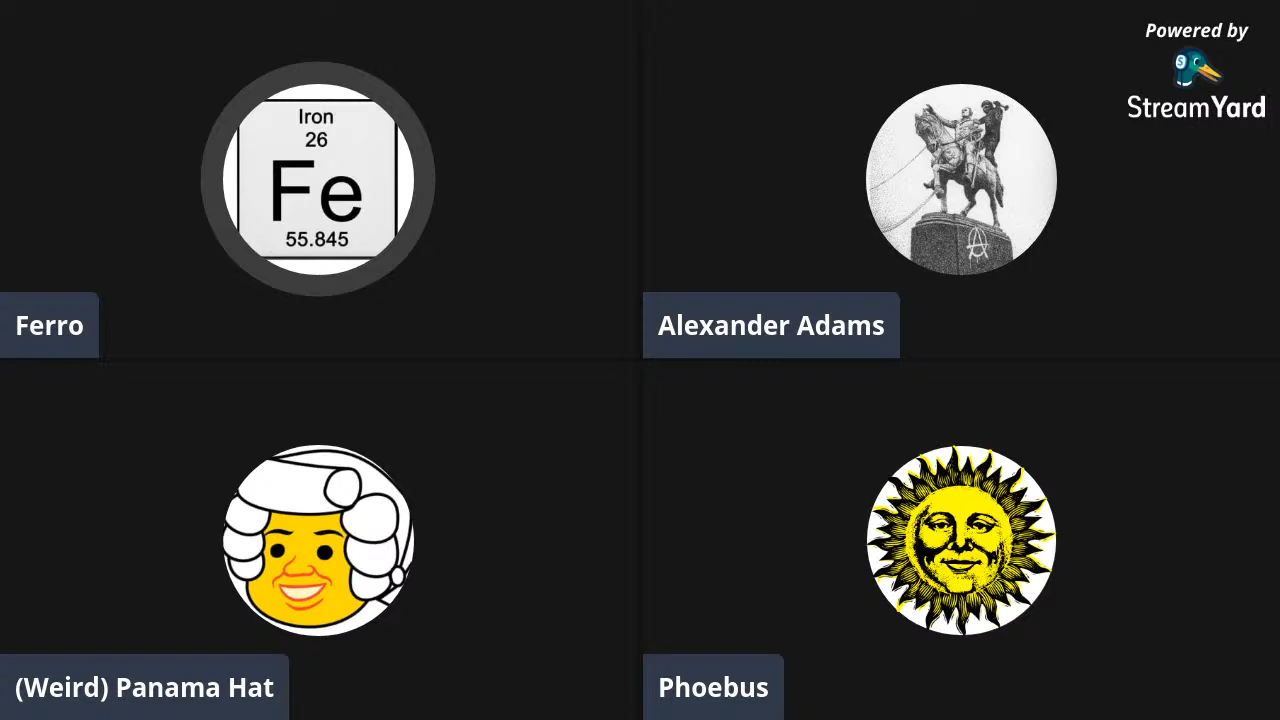 Powered by
StreamYard
Iron
26
Fe
55.845
Ferro
Alexander Adams
(Weird) Panama Hat
Phoebus